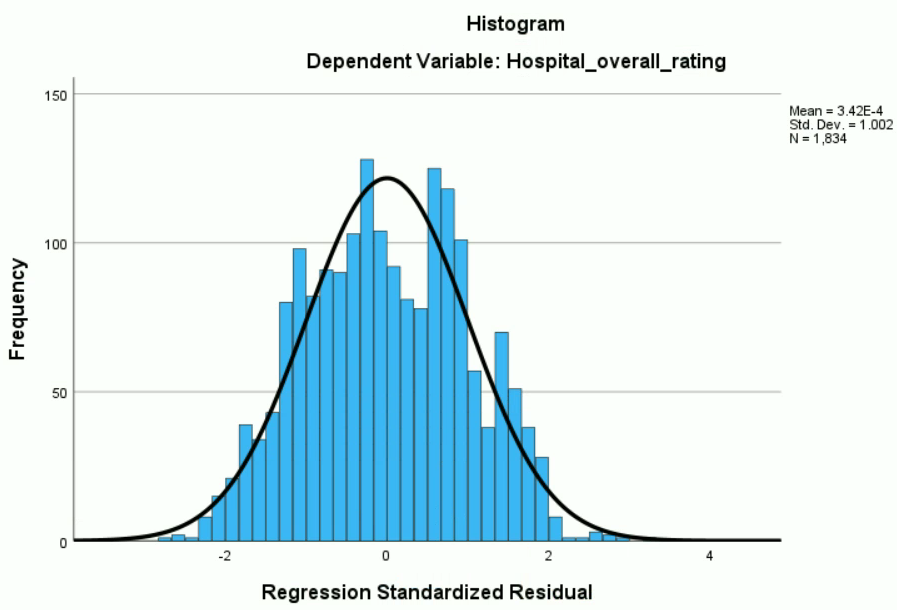 Histogram
Dependent Variable: Hospital_overall_rating
Mean = 3.42E-4
Std. Dev. = 1.002
N = 1,834
Frequency
150
100
50
0
-2 0 2 4
Regression Standardized Residual